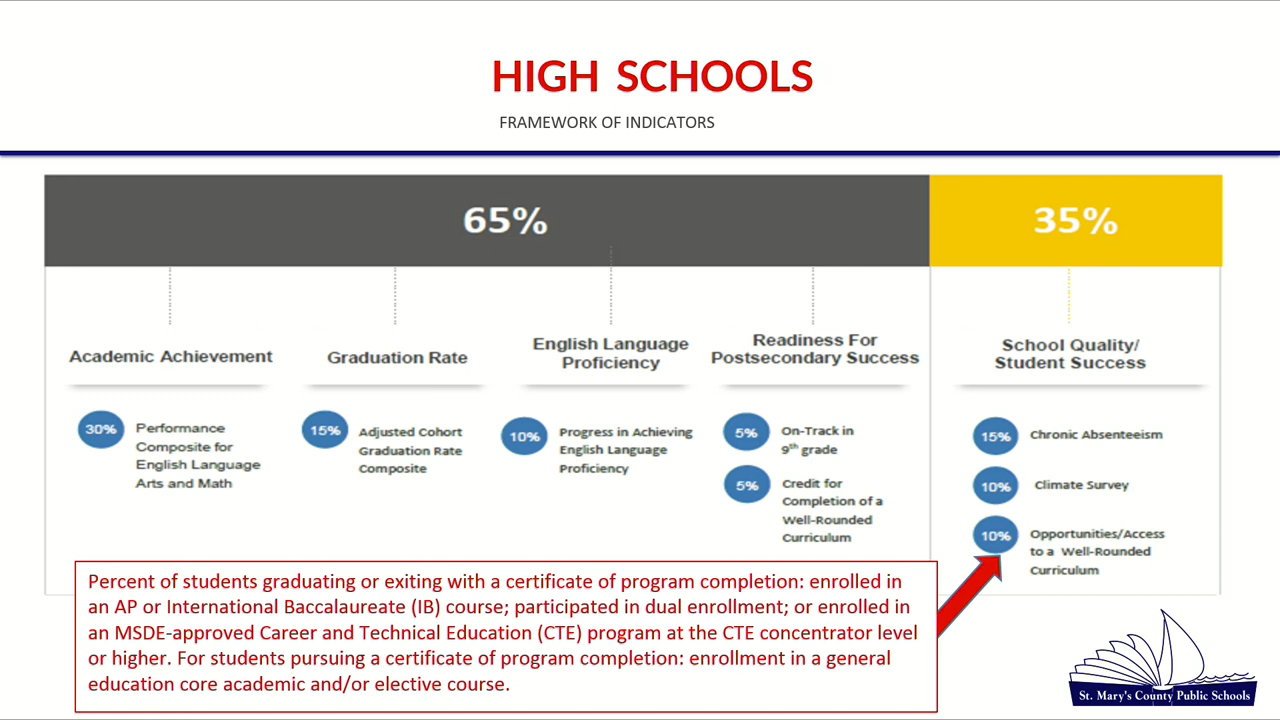 HIGH SCHOOLS
FRAMEWORK OF INDICATORS
65%
35%
Academic Achievement
30%
Performance
Composite for
English Language
Arts and Math
Graduation Rate
15%
Adjusted Cohort
Graduation Rate
Composite
English Language
Proficiency
10%
Progress in Achieving
English Language
Proficiency
Readiness For
Postsecondary Success
5%
On-Track in
9th grade
5%
Credit for
Completion of a
Well-Rounded
Curriculum
School Quality/
Student Success
15%
Chronic Absenteeism
10%
Climate Survey
10%
Opportunities/Access
to a Well-Rounded
Curriculum
Percent of students graduating or exiting with a certificate of program completion: enrolled in
an AP or International Baccalaureate (IB) course; participated in dual enrollment; or enrolled in
an MSDE-approved Career and Technical Education (CTE) program at the CTE concentrator level
or higher. For students pursuing a certificate of program completion: enrollment in a general
education core academic and/or elective course.
St. Mary's County Public Schools